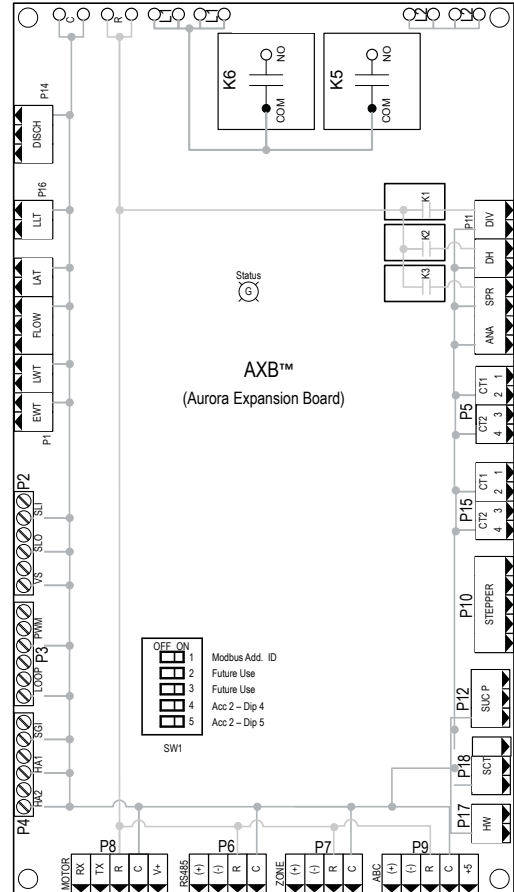 C
R
L1
L1
L2
L2
K6
NO
COM
K5
NO
COM
P14
DISCH
P16
LLT
LAT
FLOW
LWT
EWT
P1
K1
K2
K3
P11
DIV
DH
SPR
ANA
Status
G
AXB™
(Aurora Expansion Board)
CT1 1
2
CT2 3
4
P5
P2
SLI
SLO
VS
CT1 1
2
CT2 3
4
P15
P10
STEPPER
P3
PWM
LOOP
OFF ON
1 Modbus Add. ID
2 Future Use
3 Future Use
4 Acc 2 – Dip 4
5 Acc 2 – Dip 5
SW1
P12
SUC P
P4
SGI
HA1
HA2
P18
SCT
P17
HW
P8
MOTOR
RX
TX
R
C
V+
P6
RS485
(+)
(-)
R
C
P7
ZONE
(+)
(-)
R
C
P9
ABC
(+)
(-)
R
C
+5